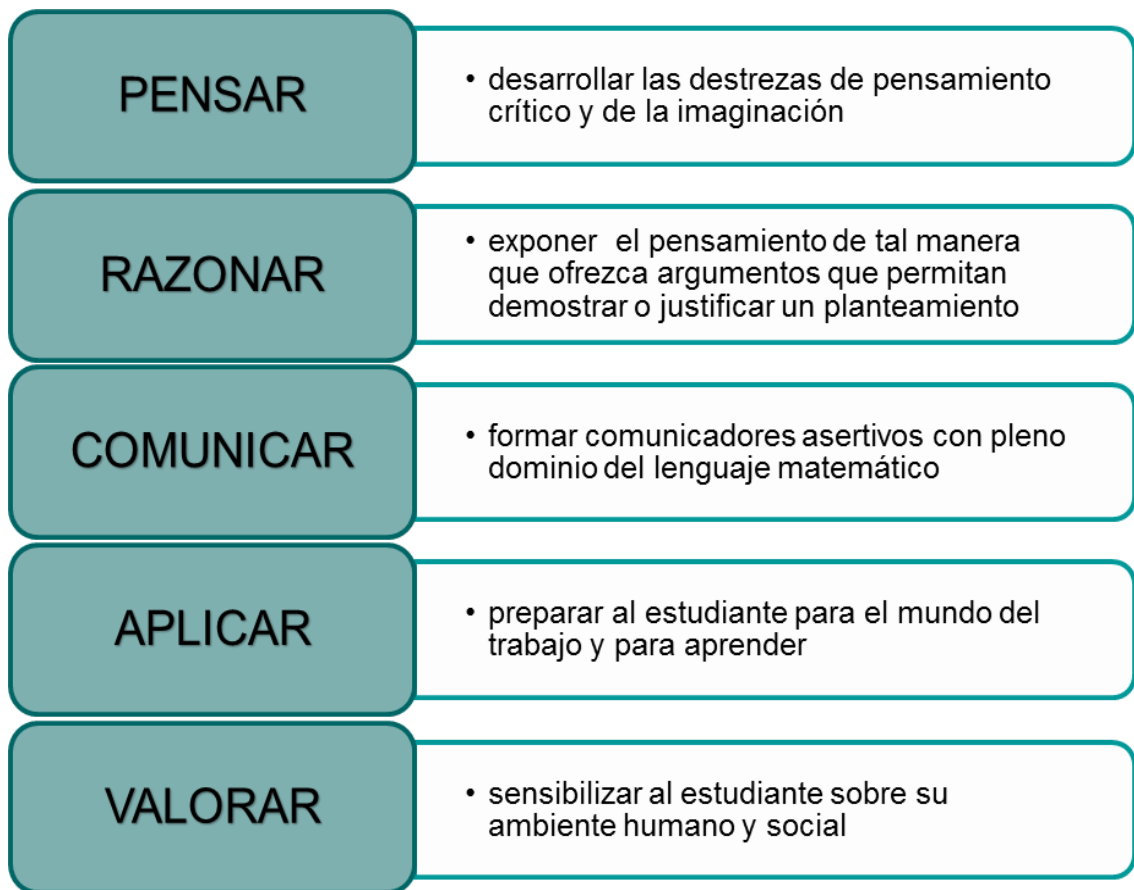 PENSAR
• desarrollar las destrezas de pensamiento
crítico y de la imaginación
RAZONAR
• exponer el pensamiento de tal manera
que ofrezca argumentos que permitan
demostrar o justificar un planteamiento
COMUNICAR
• formar comunicadores asertivos con pleno
dominio del lenguaje matemático
APLICAR
• preparar al estudiante para el mundo del
trabajo y para aprender
VALORAR
• sensibilizar al estudiante sobre su
ambiente humano y social